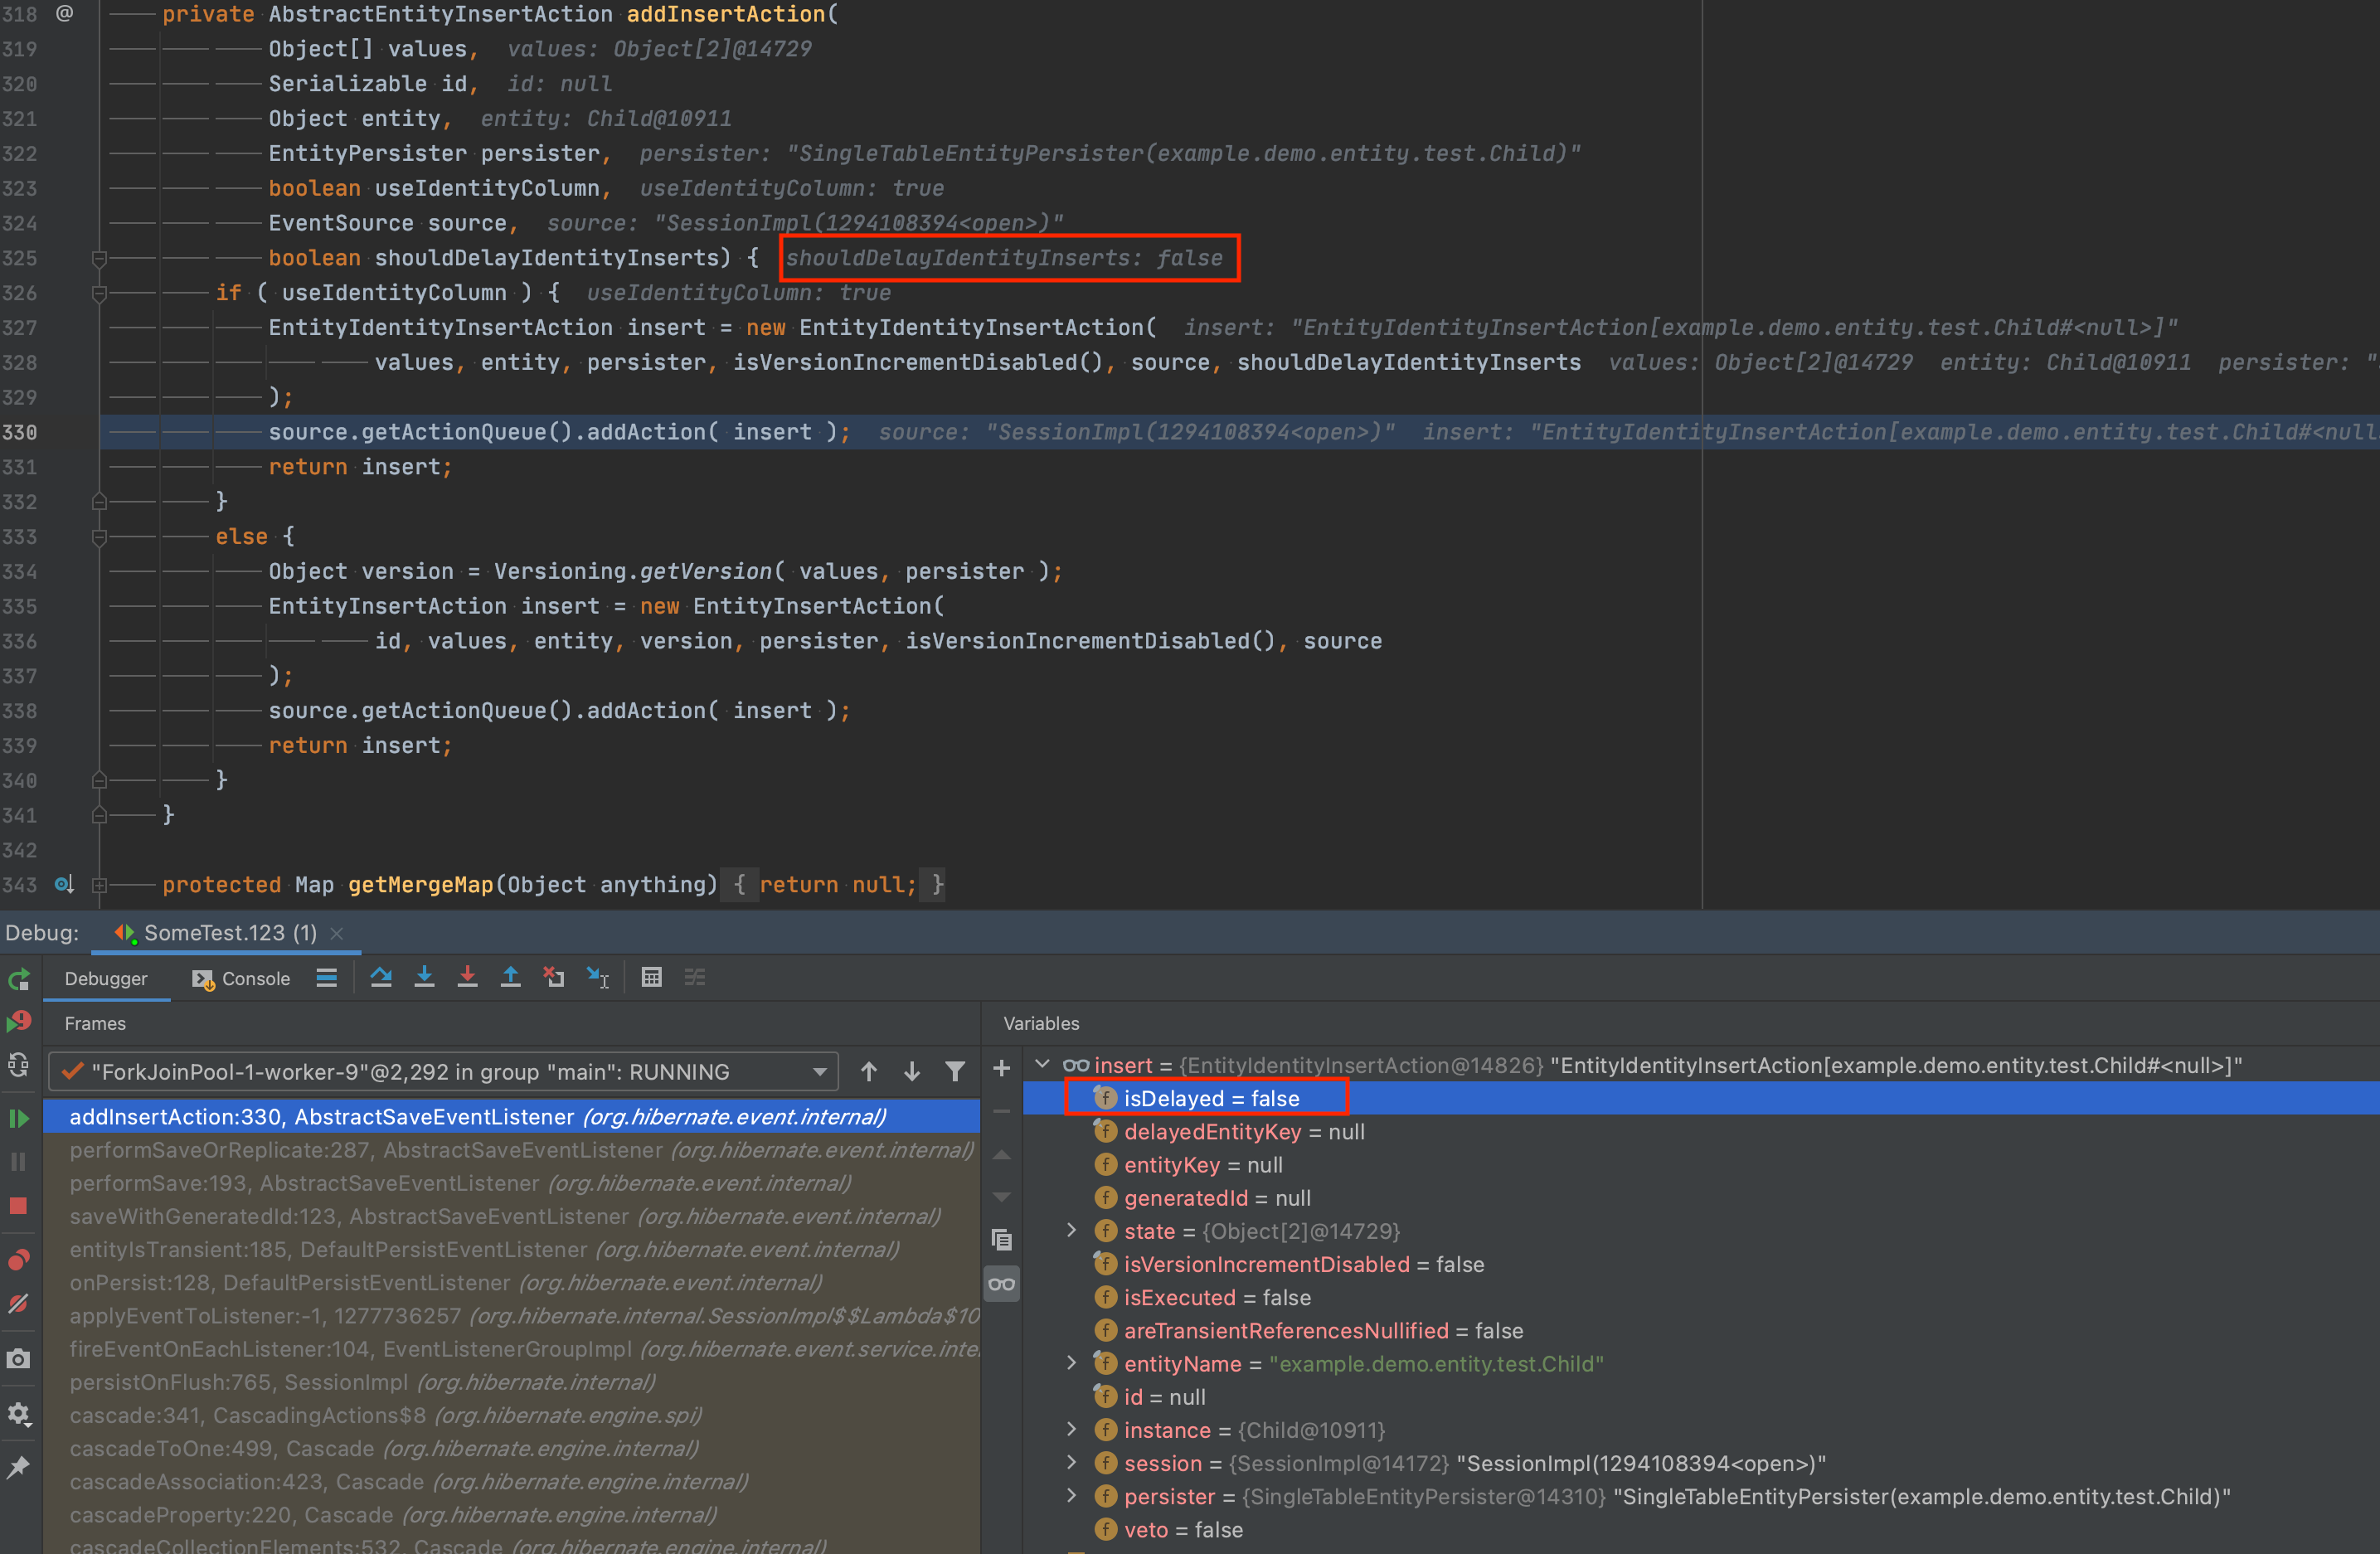 318 @ private AbstractEntityInsertAction addInsertAction(
319 Object[] values, values: Object[2]@14729
320 Serializable id, id: null
321 Object entity, entity: Child@10911
322 EntityPersister persister, persister: "SingleTableEntityPersister(example.demo.entity.test.Child)"
323 boolean useIdentityColumn, useIdentityColumn: true
324 EventSource source, source: "SessionImpl(1294108394<open>)"
325 boolean shouldDelayIdentityInserts) { shouldDelayIdentityInserts: false
326 if ( useIdentityColumn ) { useIdentityColumn: true
327 EntityIdentityInsertAction insert = new EntityIdentityInsertAction( insert: "EntityIdentityInsertAction[example.demo.entity.test.Child#<null>]"
328 values, entity, persister, isVersionIncrementDisabled(), source, shouldDelayIdentityInserts values: Object[2]@14729 entity: Child@10911 persister: "
329 );
330 source.getActionQueue().addAction( insert ); source: "SessionImpl(1294108394<open>)" insert: "EntityIdentityInsertAction[example.demo.entity.test.Child#<null
331 return insert;
332 }
333 else {
334 Object version = Versioning.getVersion( values, persister );
335 EntityInsertAction insert = new EntityInsertAction(
336 id, values, entity, version, persister, isVersionIncrementDisabled(), source
337 );
338 source.getActionQueue().addAction( insert );
339 return insert;
340 }
341 }
342
343 protected Map getMergeMap(Object anything) { return null; }
Debug: SomeTest.123 (1)
Debugger Console
Frames
"ForkJoinPool-1-worker-9"@2,292 in group "main": RUNNING
addInsertAction:330, AbstractSaveEventListener (org.hibernate.event.internal)
performSaveOrReplicate:287, AbstractSaveEventListener (org.hibernate.event.internal)
performSave:193, AbstractSaveEventListener (org.hibernate.event.internal)
saveWithGeneratedId:123, AbstractSaveEventListener (org.hibernate.event.internal)
entityIsTransient:185, DefaultPersistEventListener (org.hibernate.event.internal)
onPersist:128, DefaultPersistEventListener (org.hibernate.event.internal)
applyEventToListener:-1, 1277736257 (org.hibernate.internal.SessionImpl$$Lambda$10
fireEventOnEachListener:104, EventListenerGroupImpl (org.hibernate.event.service.inte
persistOnFlush:765, SessionImpl (org.hibernate.internal)
cascade:341, CascadingActions$8 (org.hibernate.engine.spi)
cascadeToOne:499, Cascade (org.hibernate.engine.internal)
cascadeAssociation:423, Cascade (org.hibernate.engine.internal)
cascadeProperty:220, Cascade (org.hibernate.engine.internal)
cascadeCollectionElements:532, Cascade (org.hibernate.engine.internal)
Variables
insert = {EntityIdentityInsertAction@14826} "EntityIdentityInsertAction[example.demo.entity.test.Child#<null>]"
isDelayed = false
delayedEntityKey = null
entityKey = null
generatedId = null
state = {Object[2]@14729}
isVersionIncrementDisabled = false
isExecuted = false
areTransientReferencesNullified = false
entityName = "example.demo.entity.test.Child"
id = null
instance = {Child@10911}
session = {SessionImpl@14172} "SessionImpl(1294108394<open>)"
persister = {SingleTableEntityPersister@14310} "SingleTableEntityPersister(example.demo.entity.test.Child)"
veto = false